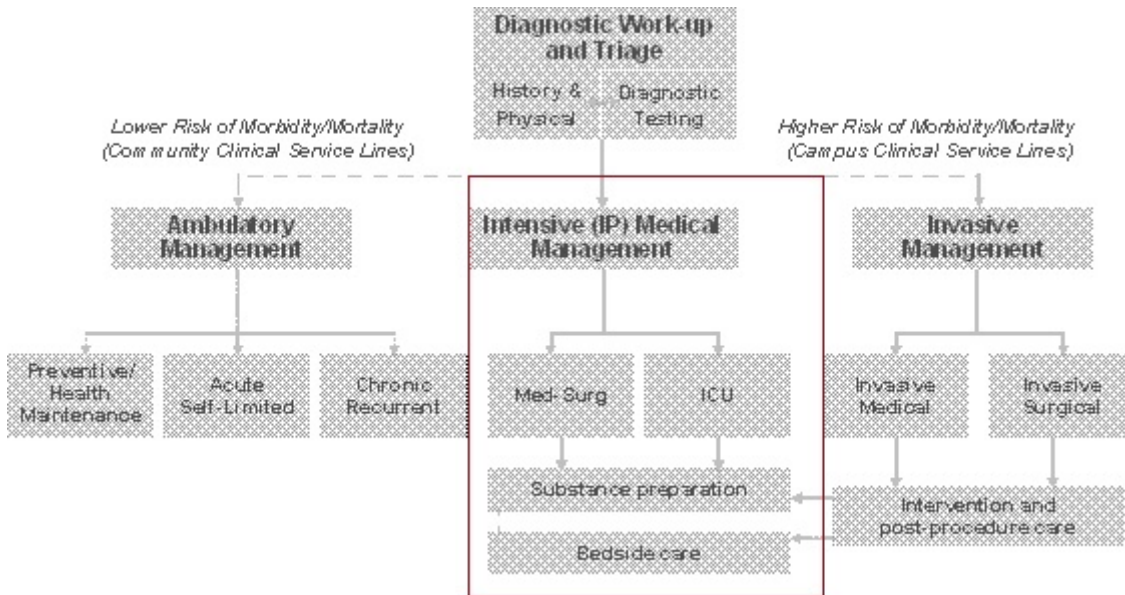 Diagnostic Work-up
and Triage
History &
Physical
Diagnostic
Testing
Lower Risk of Morbidity/Mortality
(Community Clinical Service Lines)
Higher Risk of Morbidity/Mortality
(Campus Clinical Service Lines)
Ambulatory
Management
Intensive (IP) Medical
Management
Invasive
Management
Preventive/
Health
Maintenance
Acute
Self-Limited
Chronic
Recurrent
Med-Surg
ICU
Invasive
Medical
Invasive
Surgical
Substance preparation
Intervention and
post-procedure care
Bedside care